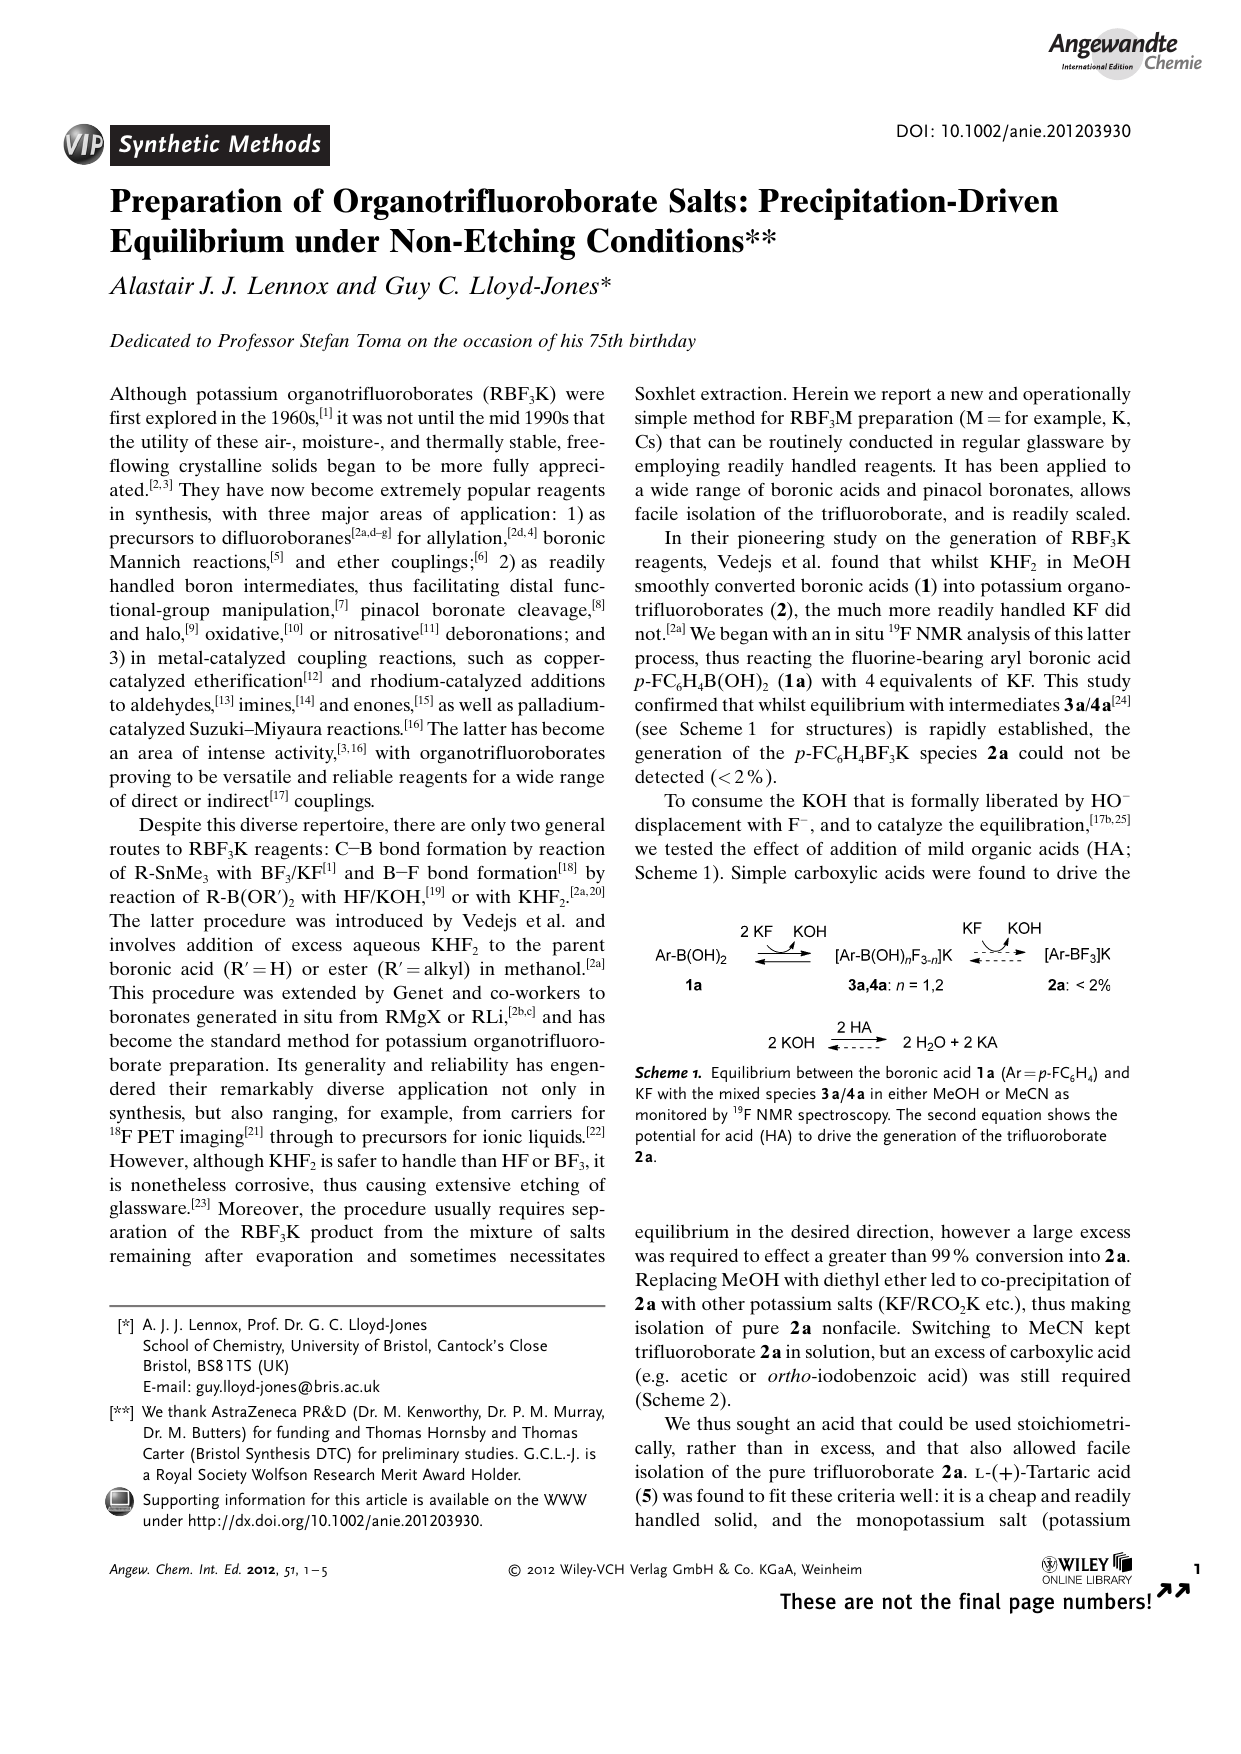 Angewandte
International Edition
Chemie
VIP Synthetic Methods
DOI: 10.1002/anie.201203930
Preparation of Organotrifluoroborate Salts: Precipitation-Driven
Equilibrium under Non-Etching Conditions**
Alastair J. J. Lennox and Guy C. Lloyd-Jones*
Dedicated to Professor Stefan Toma on the occasion of his 75th birthday
Although potassium organotrifluoroborates (RBF₃K) were
first explored in the 1960s,[1] it was not until the mid 1990s that
the utility of these air-, moisture-, and thermally stable, free-
flowing crystalline solids began to be more fully appreci-
ated.[2,3] They have now become extremely popular reagents
in synthesis, with three major areas of application: 1) as
precursors to difluoroboranes[2a,d–g] for allylation,[2d,4] boronic
Mannich reactions,[5] and ether couplings;[6] 2) as readily
handled boron intermediates, thus facilitating distal func-
tional-group manipulation,[7] pinacol boronate cleavage,[8]
and halo,[9] oxidative,[10] or nitrosative[11] deboronations; and
3) in metal-catalyzed coupling reactions, such as copper-
catalyzed etherification[12] and rhodium-catalyzed additions
to aldehydes,[13] imines,[14] and enones,[15] as well as palladium-
catalyzed Suzuki–Miyaura reactions.[16] The latter has become
an area of intense activity,[3,16] with organotrifluoroborates
proving to be versatile and reliable reagents for a wide range
of direct or indirect[17] couplings.
Despite this diverse repertoire, there are only two general
routes to RBF₃K reagents: C–B bond formation by reaction
of R-SnMe₃ with BF₃/KF[1] and B–F bond formation[18] by
reaction of R-B(OR′)₂ with HF/KOH,[19] or with KHF₂.[2a,20]
The latter procedure was introduced by Vedejs et al. and
involves addition of excess aqueous KHF₂ to the parent
boronic acid (R′ = H) or ester (R′ = alkyl) in methanol.[2a]
This procedure was extended by Genet and co-workers to
boronates generated in situ from RMgX or RLi,[2b,c] and has
become the standard method for potassium organotrifluoro-
borate preparation. Its generality and reliability has engen-
dered their remarkably diverse application not only in
synthesis, but also ranging, for example, from carriers for
¹⁸F PET imaging[21] through to precursors for ionic liquids.[22]
However, although KHF₂ is safer to handle than HF or BF₃, it
is nonetheless corrosive, thus causing extensive etching of
glassware.[23] Moreover, the procedure usually requires sep-
aration of the RBF₃K product from the mixture of salts
remaining after evaporation and sometimes necessitates
[*] A. J. J. Lennox, Prof. Dr. G. C. Lloyd-Jones
School of Chemistry, University of Bristol, Cantock's Close
Bristol, BS81TS (UK)
E-mail: guy.lloyd-jones@bris.ac.uk
[**] We thank AstraZeneca PR&D (Dr. M. Kenworthy, Dr. P. M. Murray,
Dr. M. Butters) for funding and Thomas Hornsby and Thomas
Carter (Bristol Synthesis DTC) for preliminary studies. G.C.L.-J. is
a Royal Society Wolfson Research Merit Award Holder.
Supporting information for this article is available on the WWW
under http://dx.doi.org/10.1002/anie.201203930.
Soxhlet extraction. Herein we report a new and operationally
simple method for RBF₃M preparation (M = for example, K,
Cs) that can be routinely conducted in regular glassware by
employing readily handled reagents. It has been applied to
a wide range of boronic acids and pinacol boronates, allows
facile isolation of the trifluoroborate, and is readily scaled.
In their pioneering study on the generation of RBF₃K
reagents, Vedejs et al. found that whilst KHF₂ in MeOH
smoothly converted boronic acids (1) into potassium organo-
trifluoroborates (2), the much more readily handled KF did
not.[2a] We began with an in situ ¹⁹F NMR analysis of this latter
process, thus reacting the fluorine-bearing aryl boronic acid
p-FC₆H₄B(OH)₂ (1a) with 4 equivalents of KF. This study
confirmed that whilst equilibrium with intermediates 3a/4a[24]
(see Scheme 1 for structures) is rapidly established, the
generation of the p-FC₆H₄BF₃K species 2a could not be
detected (< 2 %).
To consume the KOH that is formally liberated by HO⁻
displacement with F⁻, and to catalyze the equilibration,[17b,25]
we tested the effect of addition of mild organic acids (HA;
Scheme 1). Simple carboxylic acids were found to drive the
2 KF KOH KF KOH
Ar-B(OH)₂ [Ar-B(OH)nF3-n]K [Ar-BF₃]K
1a 3a,4a: n = 1,2 2a: < 2%
2 HA
2 KOH 2 H₂O + 2 KA
Scheme 1. Equilibrium between the boronic acid 1a (Ar = p-FC₆H₄) and
KF with the mixed species 3a/4a in either MeOH or MeCN as
monitored by ¹⁹F NMR spectroscopy. The second equation shows the
potential for acid (HA) to drive the generation of the trifluoroborate
2a.
equilibrium in the desired direction, however a large excess
was required to effect a greater than 99 % conversion into 2a.
Replacing MeOH with diethyl ether led to co-precipitation of
2a with other potassium salts (KF/RCO₂K etc.), thus making
isolation of pure 2a nonfacile. Switching to MeCN kept
trifluoroborate 2a in solution, but an excess of carboxylic acid
(e.g. acetic or ortho-iodobenzoic acid) was still required
(Scheme 2).
We thus sought an acid that could be used stoichiometri-
cally, rather than in excess, and that also allowed facile
isolation of the pure trifluoroborate 2a. L-(+)-Tartaric acid
(5) was found to fit these criteria well: it is a cheap and readily
handled solid, and the monopotassium salt (potassium
Angew. Chem. Int. Ed. 2012, 51, 1 – 5
© 2012 Wiley-VCH Verlag GmbH & Co. KGaA, Weinheim
WILEY
ONLINE LIBRARY
1
These are not the final page numbers!